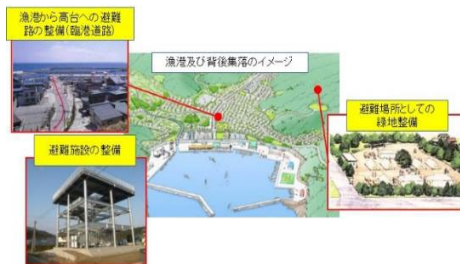 漁港から高台への避難
路の整備(臨港道路)
漁港及び背後集落のイメージ
避難場所としての
緑地整備
避難施設の整備